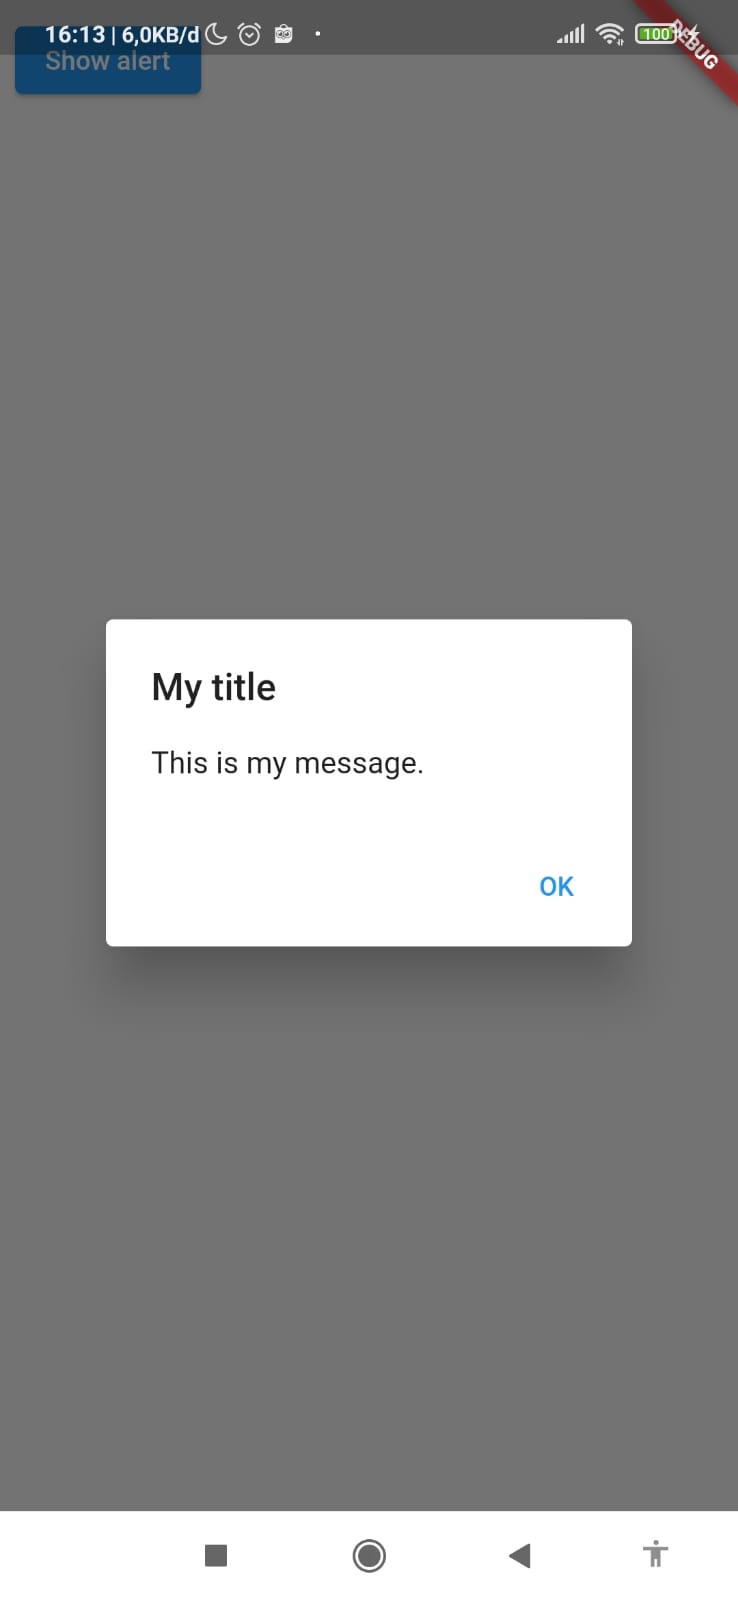 16:13 | 6,0KB/d
100
DEBUG
Show alert
My title
This is my message.
OK